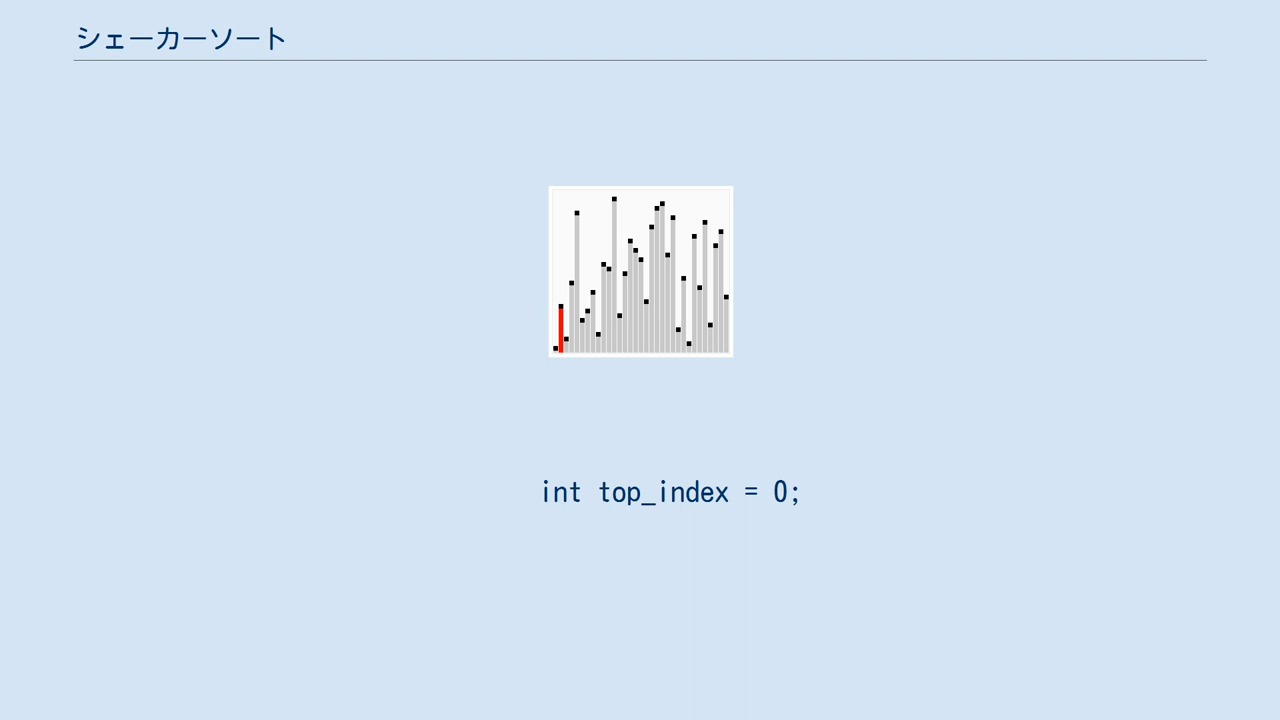 シェーカーソート
int top_index = 0;